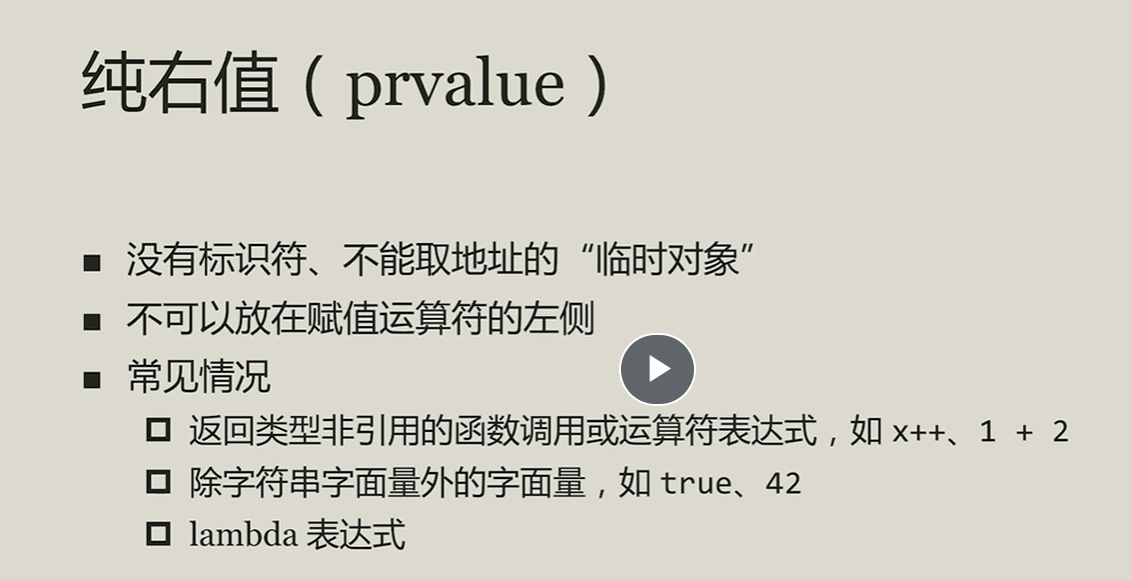 纯右值（prvalue）
■ 没有标识符、不能取地址的“临时对象”
■ 不可以放在赋值运算符的左侧
■ 常见情况
返回类型非引用的函数调用或运算符表达式，如 x++、1 + 2
除字符串字面量外的字面量，如 true、42
lambda 表达式